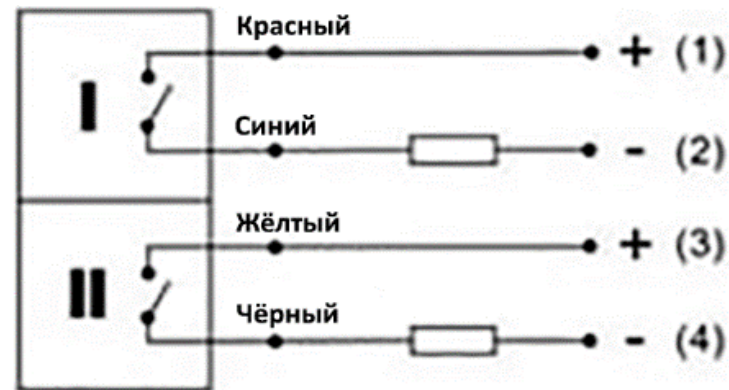 Красный
I
+ (1)
Синий
- (2)
Жёлтый
II
+ (3)
Чёрный
- (4)